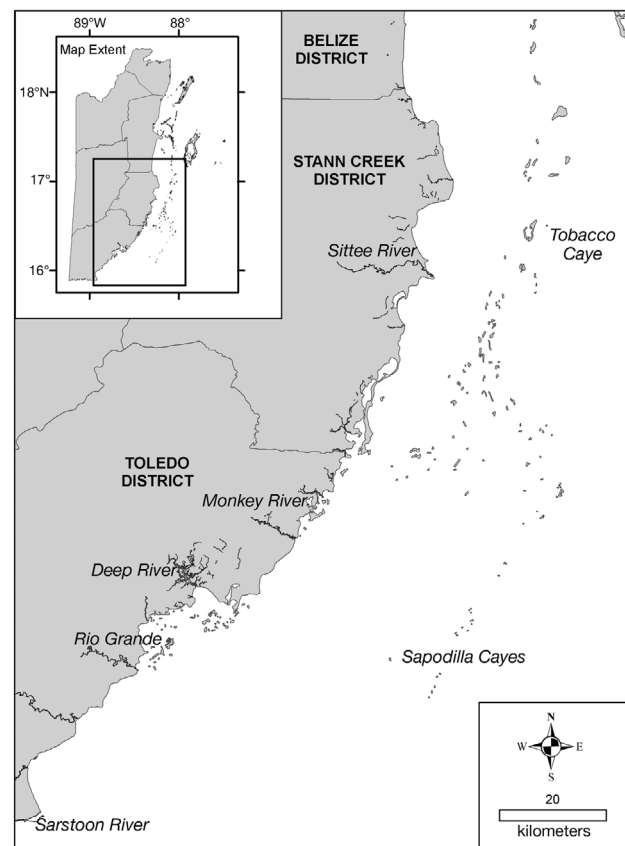 89°W
88°
Map Extent
18°N
17°
16°
BELIZE
DISTRICT
STANN CREEK
DISTRICT
Sittee River
Tobacco
Caye
TOLEDO
DISTRICT
Monkey River
Deep River
Rio Grande
Sapodilla Cayes
Sarstoon River
N
W
E
S
20
kilometers